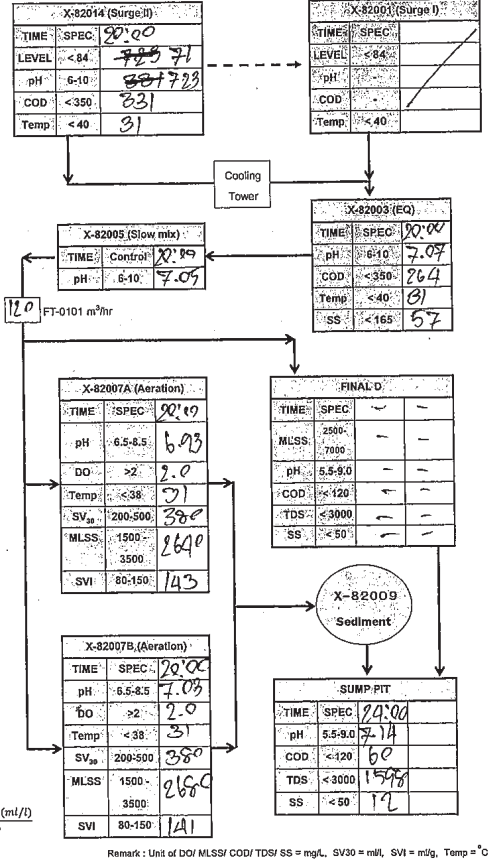 X-82014 (Surge II)
TIME SPEC 20:00
LEVEL <84 71
pH 6-10 723
COD <350 331
Temp <40 31
X-82001 (Surge I)
TIME SPEC
LEVEL <84
pH -
COD -
Temp <40
Cooling
Tower
X-82003 (EQ)
TIME SPEC 20:00
pH 6-10 7.07
COD <350 264
Temp <40 31
SS <165 57
X-82005 (Slow mix)
TIME Control 20:00
pH 6-10 7.05
120 FT-0101 m³/hr
X-82007A (Aeration)
TIME SPEC 20:00
pH 6.5-8.5 6.93
DO >2 2.0
Temp <38 31
SV30 200-500 380
MLSS 1500 - 3500 2640
SVI 80-150 143
FINAL D
TIME SPEC - -
MLSS 2500-7000 - -
pH 5.5-9.0 - -
COD <120 - -
TDS <3000 - -
SS <50 - -
X-82009
Sediment
X-82007B (Aeration)
TIME SPEC 20:00
pH 6.5-8.5 7.03
DO >2 2.0
Temp <38 31
SV30 200-500 380
MLSS 1500 - 3500 2680
SVI 80-150 141
SUMP PIT
TIME SPEC 24:00
pH 5.5-9.0 7.14
COD <120 60
TDS <3000 1598
SS <50 12
(ml/l)
Remark : Unit of DO/ MLSS/ COD/ TDS/ SS = mg/L, SV30 = ml/l, SVI = ml/g, Temp = °C